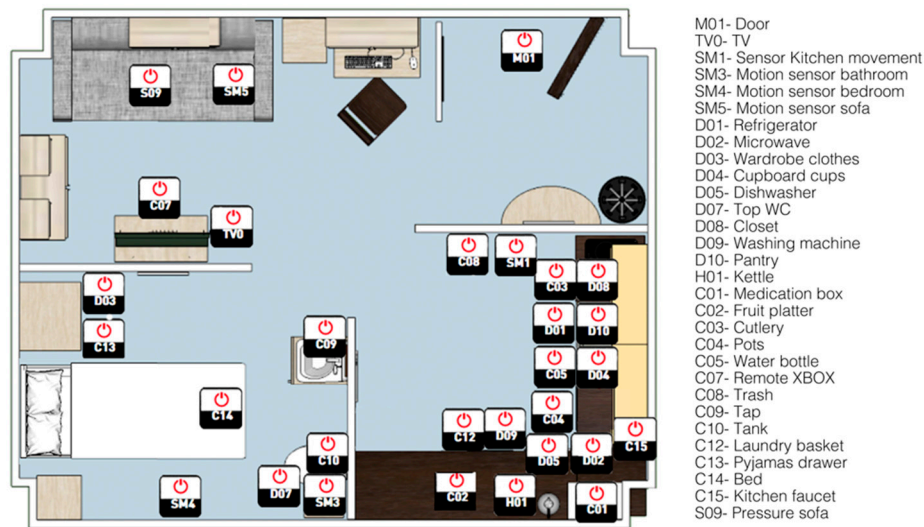 M01
S09
SM5
C07
TV0
C08
SM1
C03
D08
D03
C13
C09
D01
D10
C05
D04
C14
C04
C12
D09
C15
C10
D05
D02
SM4
D07
SM3
C02
H01
C01
M01- Door
TV0- TV
SM1- Sensor Kitchen movement
SM3- Motion sensor bathroom
SM4- Motion sensor bedroom
SM5- Motion sensor sofa
D01- Refrigerator
D02- Microwave
D03- Wardrobe clothes
D04- Cupboard cups
D05- Dishwasher
D07- Top WC
D08- Closet
D09- Washing machine
D10- Pantry
H01- Kettle
C01- Medication box
C02- Fruit platter
C03- Cutlery
C04- Pots
C05- Water bottle
C07- Remote XBOX
C08- Trash
C09- Tap
C10- Tank
C12- Laundry basket
C13- Pyjamas drawer
C14- Bed
C15- Kitchen faucet
S09- Pressure sofa